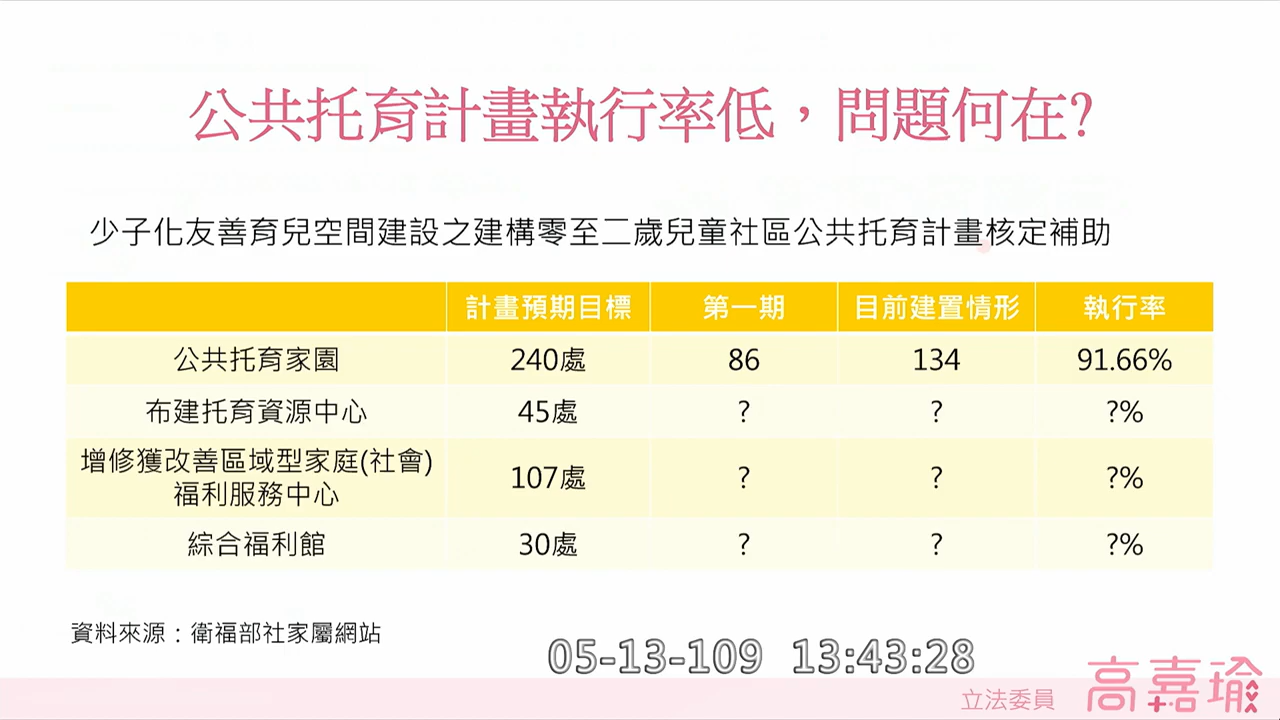 公共托育計畫執行率低，問題何在?
少子化友善育兒空間建設之建構零至二歲兒童社區公共托育計畫核定補助
計畫預期目標 第一期 目前建置情形 執行率
公共托育家園 240處 86 134 91.66%
布建托育資源中心 45處 ? ? ?%
增修獲改善區域型家庭(社會)
福利服務中心 107處 ? ? ?%
綜合福利館 30處 ? ? ?%
資料來源：衛福部社家屬網站
05-13-109 13:43:28
立法委員 高嘉瑜